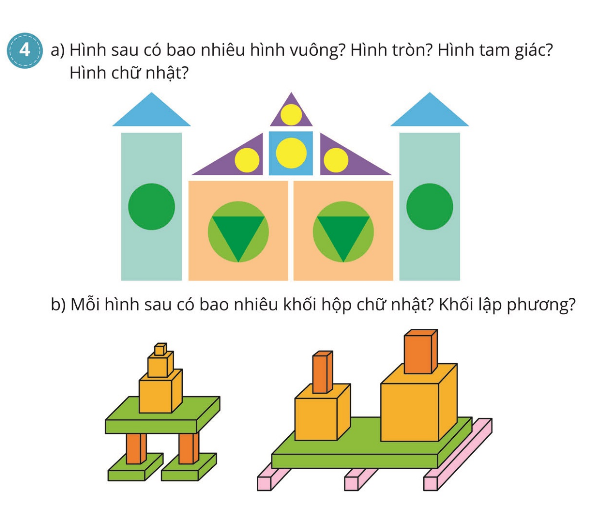 4 a) Hình sau có bao nhiêu hình vuông? Hình tròn? Hình tam giác?
Hình chữ nhật?
b) Mỗi hình sau có bao nhiêu khối hộp chữ nhật? Khối lập phương?